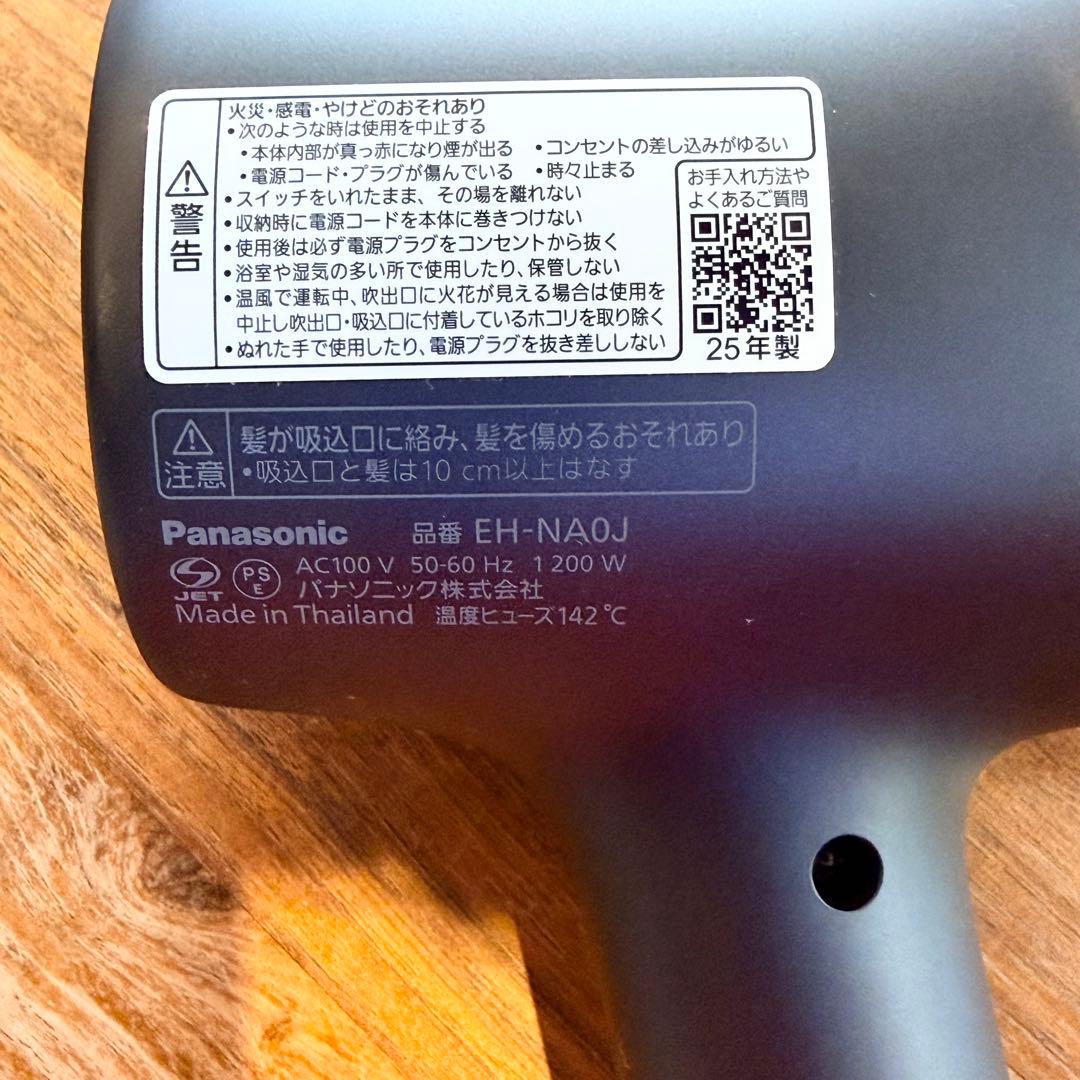 警告
火災・感電・やけどのおそれあり
•次のような時は使用を中止する
•本体内部が真っ赤になり煙が出る •コンセントの差し込みがゆるい
•電源コード・プラグが傷んでいる •時々止まる
•スイッチをいれたまま、その場を離れない
•収納時に電源コードを本体に巻きつけない
•使用後は必ず電源プラグをコンセントから抜く
•浴室や湿気の多い所で使用したり、保管しない
•温風で運転中、吹出口に火花が見える場合は使用を
中止し吹出口・吸込口に付着しているホコリを取り除く
•ぬれた手で使用したり、電源プラグを抜き差ししない
お手入れ方法や
よくあるご質問
25年製
注意
髪が吸込口に絡み、髪を傷めるおそれあり
•吸込口と髪は10 cm以上はなす
Panasonic 品番 EH-NA0J
JET PSE AC100 V 50-60 Hz 1 200 W
パナソニック株式会社
Made in Thailand 温度ヒューズ142℃